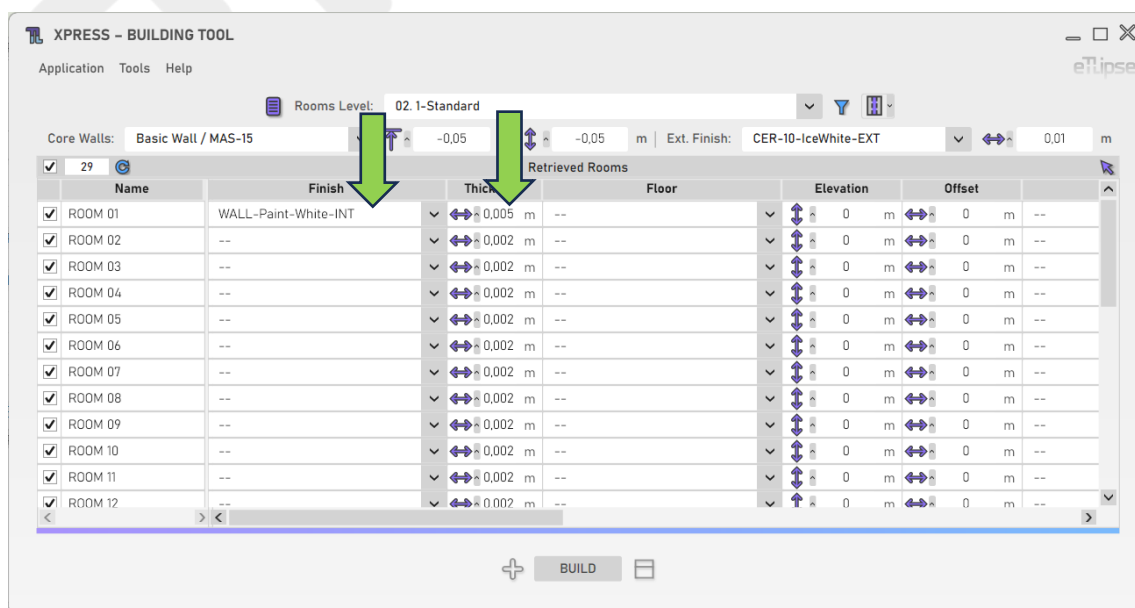 XPRESS – BUILDING TOOL
eTLipse
Application Tools Help
Rooms Level: 02. 1-Standard
Core Walls: Basic Wall / MAS-15 -0,05 -0,05 m Ext. Finish: CER-10-IceWhite-EXT 0,01 m
29 Retrieved Rooms
Name Finish Floor Elevation Offset
ROOM 01 WALL-Paint-White-INT 0,005 m -- 0 m 0 m --
ROOM 02 -- 0,002 m -- 0 m 0 m --
ROOM 03 -- 0,002 m -- 0 m 0 m --
ROOM 04 -- 0,002 m -- 0 m 0 m --
ROOM 05 -- 0,002 m -- 0 m 0 m --
ROOM 06 -- 0,002 m -- 0 m 0 m --
ROOM 07 -- 0,002 m -- 0 m 0 m --
ROOM 08 -- 0,002 m -- 0 m 0 m --
ROOM 09 -- 0,002 m -- 0 m 0 m --
ROOM 10 -- 0,002 m -- 0 m 0 m --
ROOM 11 -- 0,002 m -- 0 m 0 m --
ROOM 12 -- 0,002 m -- 0 m 0 m --
BUILD